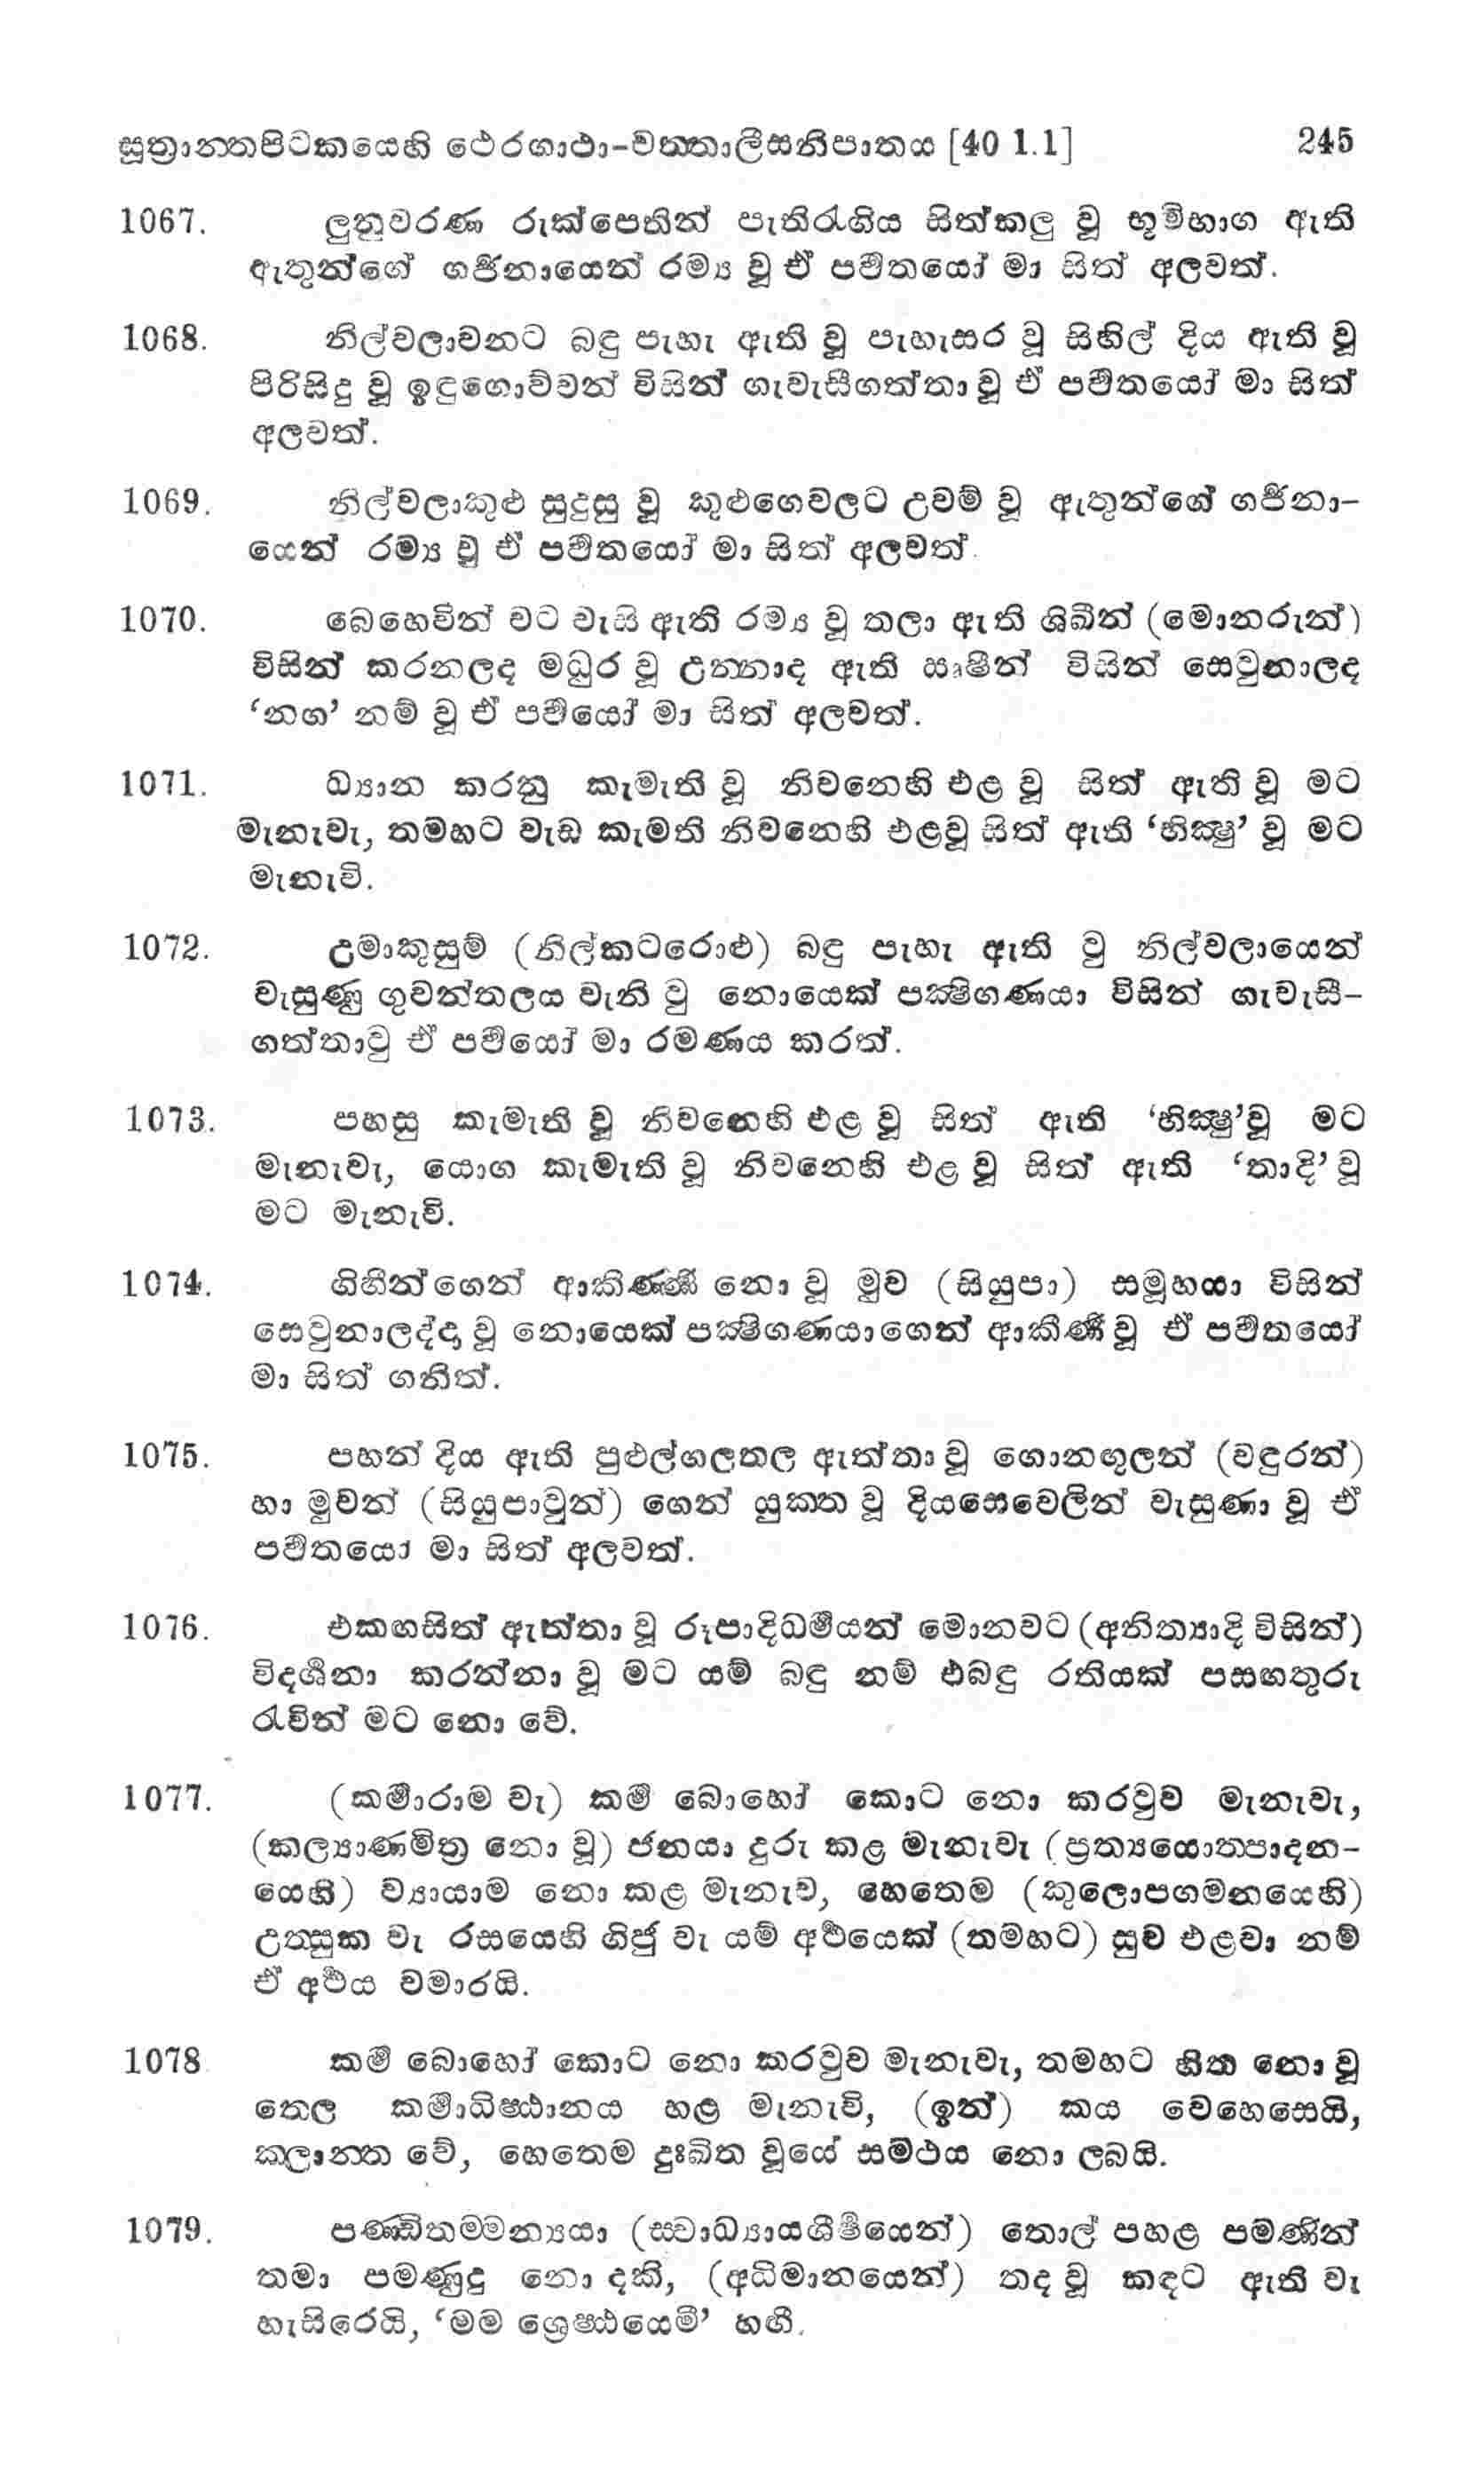 සූත්‍රාන්තපිටකයෙහි ථෙරගාථා-චත්තාලීසනිපාතය [40 1.1] 245
1067. ලුනුවරණ රුක්පෙතින් පැතිරැගිය සිත්කලු වූ භූමිභාග ඇති
ඇතුන්ගේ ගර්ජනායෙන් රම්‍ය වූ ඒ පර්වතයෝ මා සිත් අලවත්.
1068. නිල්වලාවනට බඳු පැහැ ඇති වූ පැහැසර වූ සිහිල් දිය ඇති වූ
පිරිසිදු වූ ඉඳුගොව්වන් විසින් ගැවැසීගත්තා වූ ඒ පර්වතයෝ මා සිත්
අලවත්.
1069. නිල්වලාකුළු සුදුසු වූ කුළුගෙවලට උවම් වූ ඇතුන්ගේ ගර්ජනා-
යෙන් රම්‍ය වූ ඒ පර්වතයෝ මා සිත් අලවත්.
1070. බෙහෙවින් වට වැසි ඇති රම්‍ය වූ තලා ඇති ශිඛීන් (මොනරුන්)
විසින් කරනලද මධුර වූ උන්නාද ඇති ඍෂීන් විසින් සෙවුනාලද
‘නග’ නම් වූ ඒ පර්වයෝ මා සිත් අලවත්.
1071. ධ්‍යාන කරනු කැමැති වූ නිවනෙහි එළ වූ සිත් ඇති වූ මට
මැනැවැ, තමහට වැඩ කැමති නිවනෙහි එළවූ සිත් ඇති ‘භික්‍ෂු’ වූ මට
මැනැවි.
1072. උමාකුසුම් (නිල්කටරොළු) බඳු පැහැ ඇති වු නිල්වලායෙන්
වැසුණු ගුවන්තලය වැනි වු නොයෙක් පක්‍ෂිගණයා විසින් ගැවැසී-
ගත්තාවු ඒ පර්වයෝ මා රමණය කරත්.
1073. පහසු කැමැති වූ නිවනෙහි එළ වූ සිත් ඇති ‘භික්‍ෂු’වූ මට
මැනැවැ, යොග කැමැති වූ නිවනෙහි එළ වූ සිත් ඇති ‘තාදි’ වූ
මට මැනැවි.
1074. ගිහීන්ගෙන් ආකිර්ණ්ණ නො වූ මුව (සියුපා) සමූහයා විසින්
සෙවුනාලද්ද වූ නොයෙක් පක්‍ෂිගණයාගෙන් ආකීර්ණ වූ ඒ පර්වතයෝ
මා සිත් ගනිත්.
1075. පහන් දිය ඇති පුළුල්ගලතල ඇත්තා වූ ගොනඟුලන් (වඳුරන්)
හා මුවන් (සියුපාවුන්) ගෙන් යුක්ත වූ දියසෙවෙලින් වැසුණා වූ ඒ
පර්වතයො මා සිත් අලවත්.
1076. එකඟසිත් ඇත්තා වූ රූපාදිධර්මයන් මොනවට (අනිත්‍යාදි විසින්)
විදර්ශනා කරන්නා වූ මට යම් බඳු නම් එබඳු රතියක් පසඟතුරු
රැවින් මට නො වේ.
1077. (කර්මාරාම වැ) කර්ම බොහෝ කොට නො කරවුව මැනැවැ,
(කල්‍යාණමිත්‍ර නො වූ) ජනයා දුරු කළ මැනැවැ (ප්‍රත්‍යයොත්පාදන-
යෙහි) ව්‍යායාම නො කළ මැනැව, හෙතෙම (කුලොපගමනයෙහි)
උත්සුක වැ රසයෙහි ගිජු වැ යම් අර්ථයෙක් (තමහට) සුව එළවා නම්
ඒ අර්ථය වමාරයි.
1078 කර්ම බොහෝ කොට නො කරවුව මැනැවැ, තමහට හිත නො වූ
තෙල කර්මාධිෂ්ඨානය හළ මැනැවි, (ඉන්) කය වෙහෙසෙයි,
ක්ලාන්ත වේ, හෙතෙම දුඃඛිත වූයේ සමථය නො ලබයි.
1079. පණ්ඩිතම්මන්‍යයා (ස්වාධ්‍යායශීර්ෂයෙන්) තොල් පහළ පමණින්
තමා පමණුදු නො දකී, (අධිමානයෙන්) තද වූ කඳට ඇති වැ
හැසිරෙයි, ‘මම ශ්‍රෙෂ්ඨයෙමි’ හඟී.